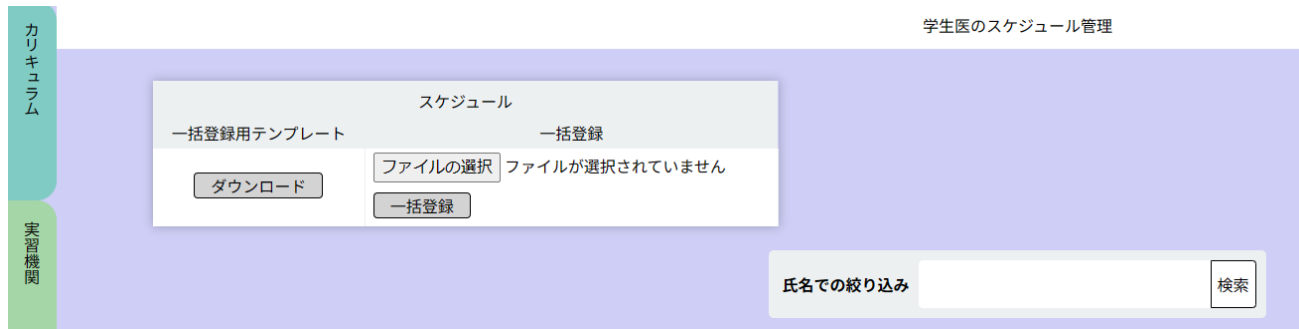 カリキュラム
実習機関
学生医のスケジュール管理
スケジュール
一括登録用テンプレート 一括登録
ダウンロード
ファイルの選択 ファイルが選択されていません
一括登録
氏名での絞り込み 検索